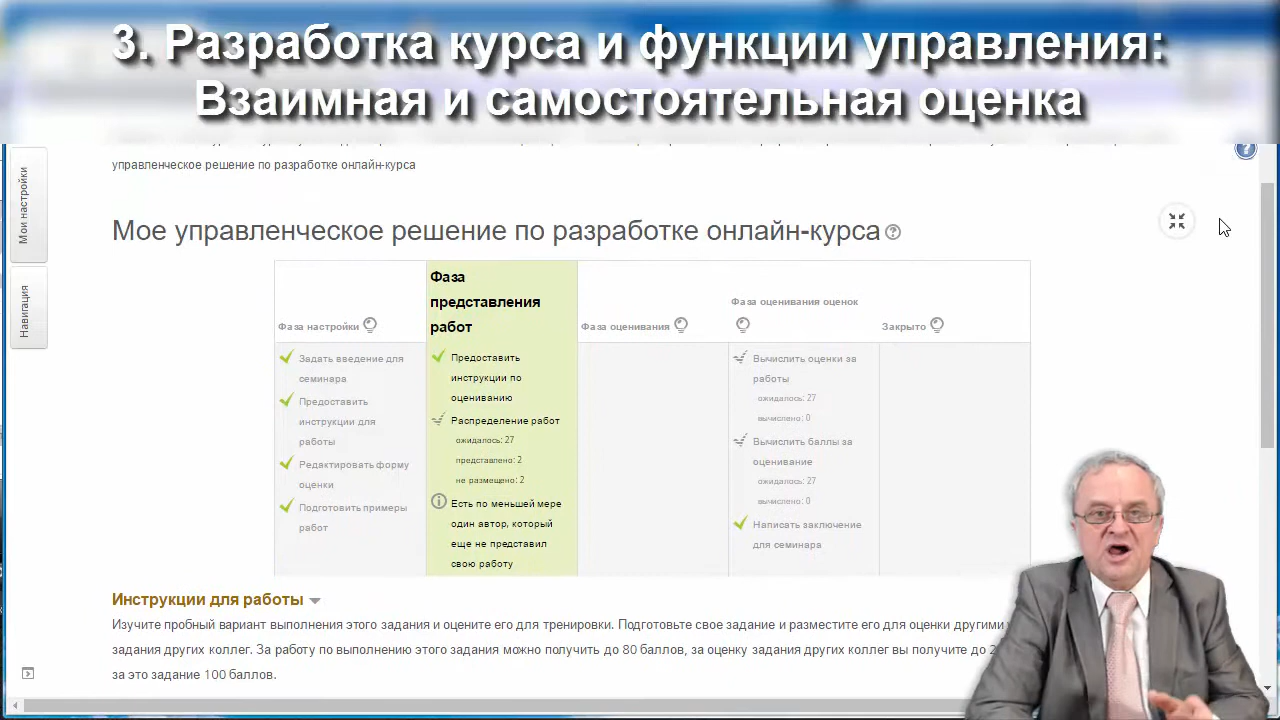 3. Разработка курса и функции управления:
Взаимная и самостоятельная оценка
управленческое решение по разработке онлайн-курса
Мои настройки
Навигация
Мое управленческое решение по разработке онлайн-курса
Фаза настройки
Фаза
представления
работ
Фаза оценивания
Фаза оценивания оценок
Закрыто
Задать введение для
семинара
Предоставить
инструкции для
работы
Редактировать форму
оценки
Подготовить примеры
работ
Предоставить
инструкции по
оцениванию
Распределение работ
ожидалось: 27
представлено: 2
не размещено: 2
Есть по меньшей мере
один автор, который
еще не представил
свою работу
Вычислить оценки за
работы
ожидалось: 27
вычислено: 0
Вычислить баллы за
оценивание
ожидалось: 27
вычислено: 0
Написать заключение
для семинара
Инструкции для работы
Изучите пробный вариант выполнения этого задания и оцените его для тренировки. Подготовьте свое задание и разместите его для оценки другими
задания других коллег. За работу по выполнению этого задания можно получить до 80 баллов, за оценку задания других коллег вы получите до 2
за это задание 100 баллов.